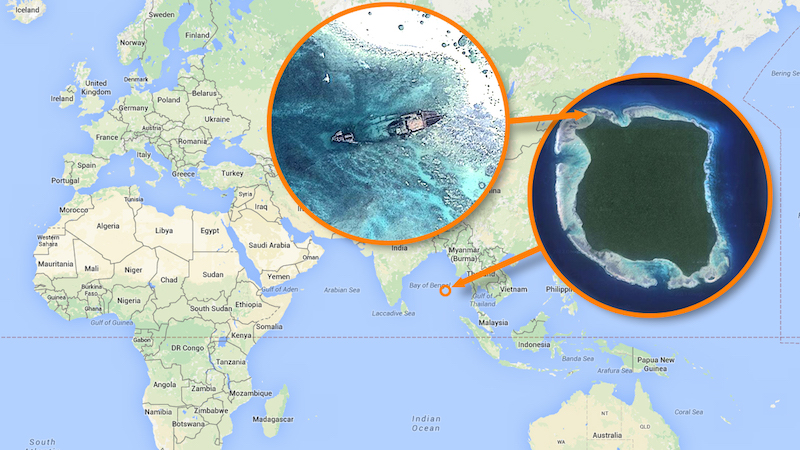 Iceland
Sweden
Finland
Norway
United
Kingdom
Denmark
Ireland
Poland
Belarus
Germany
Ukraine
Austria
France
Romania
Italy
Spain
Portugal
Greece
Turkey
Bering Sea
Tunisia
Syria
Iraq
Morocco
Algeria
Libya
Egypt
Western
Sahara
Saudi Arabia
Oman
India
Myanmar
(Burma)
Mauritania
Mali
Niger
Chad
Sudan
Yemen
Thailand
Burkina
Faso
Gulf of Aden
Arabian Sea
Bay of Bengal
Vietnam
Guinea
Nigeria
Ghana
South Sudan
Ethiopia
Gulf of
Thailand
Laccadive Sea
Gulf of Guinea
Somalia
Malaysia
Gabon
Kenya
DR Congo
Indonesia
Tanzania
Banda Sea
Papua New
Guinea
Arafura Sea
Angola
Zambia
Mozambique
Namibia
Zimbabwe
Madagascar
Botswana
Indian
Ocean
Coral Sea
NT
QLD
WA
Australia
South